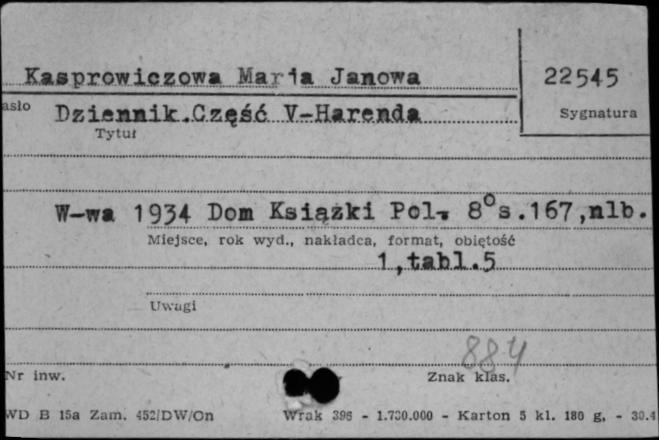 Kasprowiczowa Maria Janowa
22545
asło
Dziennik.Część V-Harenda
Sygnatura
Tytuł
W-wa 1934 Dom Książki Pol. 8° s.167,nlb.
Miejsce, rok wyd., nakładca, format, obiętość
1,tabl.5
Uwagi
884
Nr inw.
Znak klas.
WD B 15a Zam. 452/DW/On
Wrak 396 - 1.730.000 - Karton 5 kl. 180 g, - 30.4